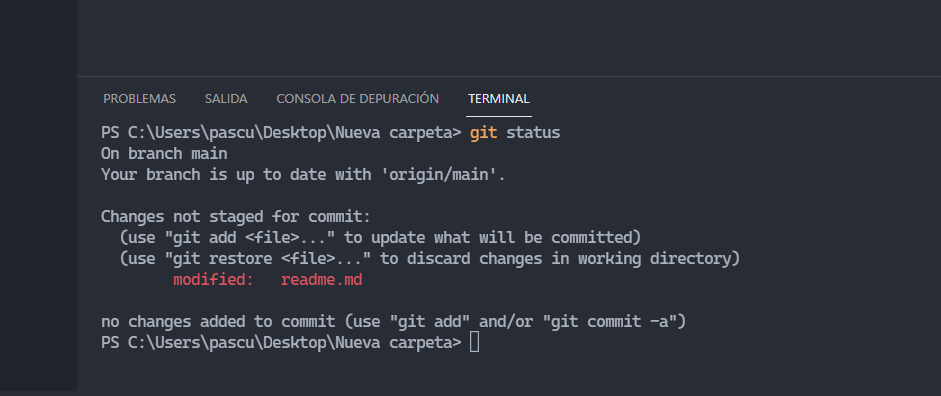 PROBLEMAS SALIDA CONSOLA DE DEPURACIÓN TERMINAL
PS C:\Users\pascu\Desktop\Nueva carpeta> git status
On branch main
Your branch is up to date with 'origin/main'.
Changes not staged for commit:
  (use "git add <file>..." to update what will be committed)
  (use "git restore <file>..." to discard changes in working directory)
        modified:   readme.md
no changes added to commit (use "git add" and/or "git commit -a")
PS C:\Users\pascu\Desktop\Nueva carpeta>